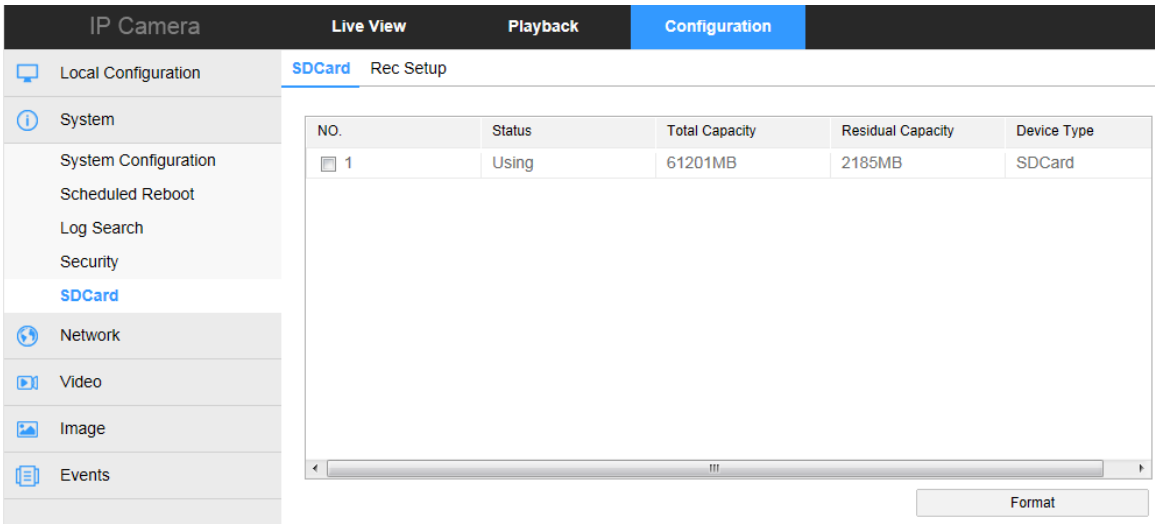 IP Camera Live View Playback Configuration
Local Configuration
System
System Configuration
Scheduled Reboot
Log Search
Security
SDCard
Network
Video
Image
Events
SDCard Rec Setup
NO. Status Total Capacity Residual Capacity Device Type
1 Using 61201MB 2185MB SDCard
Format